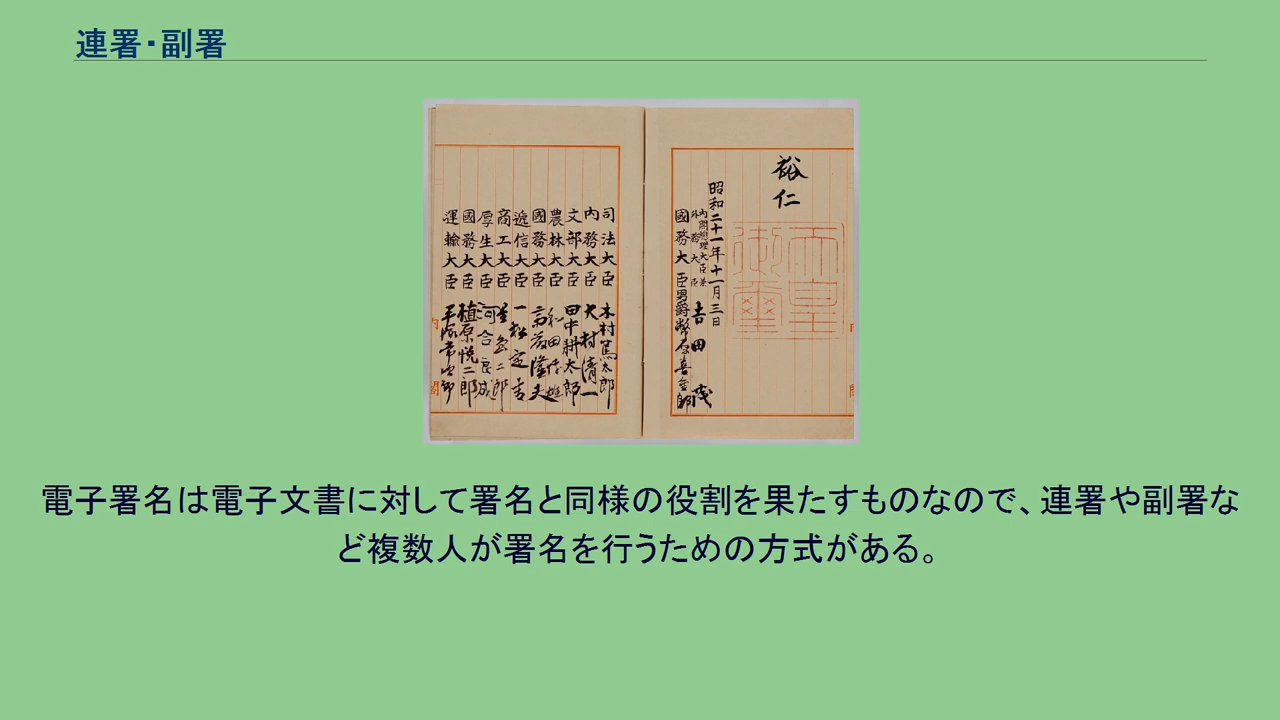 連署・副署
裕仁
御璽
天皇
昭和二十一年十一月三日
内閣総理大臣兼
外務大臣
吉田茂
國務大臣 男爵 幣原喜重郎
司法大臣 木村篤太郎
内務大臣 大村清一
文部大臣 田中耕太郎
農林大臣 和田博雄
國務大臣 斎藤隆夫
逓信大臣 一松定吉
商工大臣 星島二郎
厚生大臣 河合良成
國務大臣 植原悦二郎
運輸大臣 平塚常次郎
電子署名は電子文書に対して署名と同様の役割を果たすものなので、連署や副署な
ど複数人が署名を行うための方式がある。